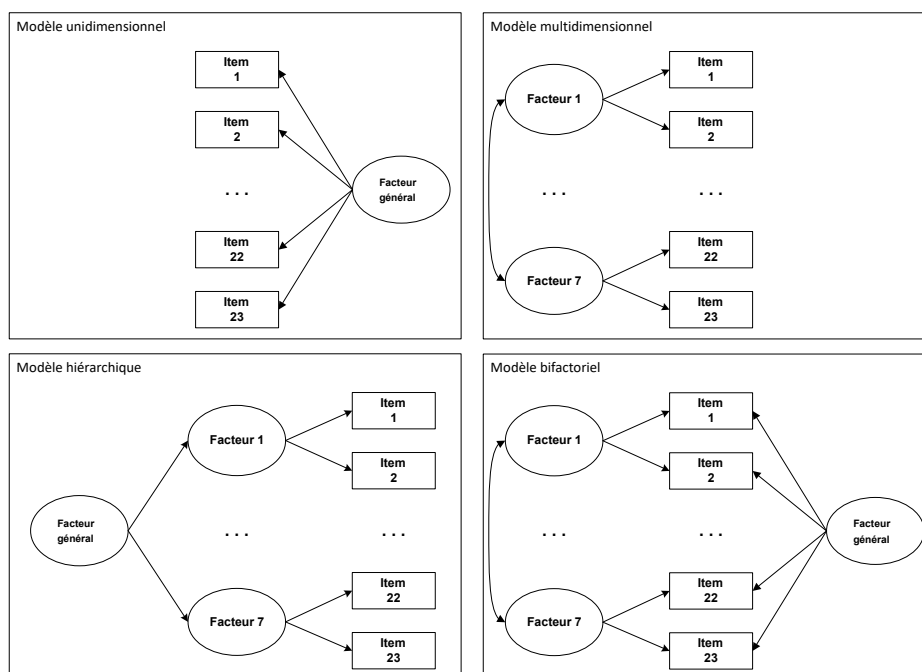 Modèle unidimensionnel
Item
1
Item
2
. . .
Item
22
Item
23
Facteur
général
Modèle multidimensionnel
Facteur 1
. . .
Facteur 7
Item
1
Item
2
. . .
Item
22
Item
23
Modèle hiérarchique
Facteur
général
Facteur 1
. . .
Facteur 7
Item
1
Item
2
. . .
Item
22
Item
23
Modèle bifactoriel
Facteur 1
. . .
Facteur 7
Item
1
Item
2
. . .
Item
22
Item
23
Facteur
général